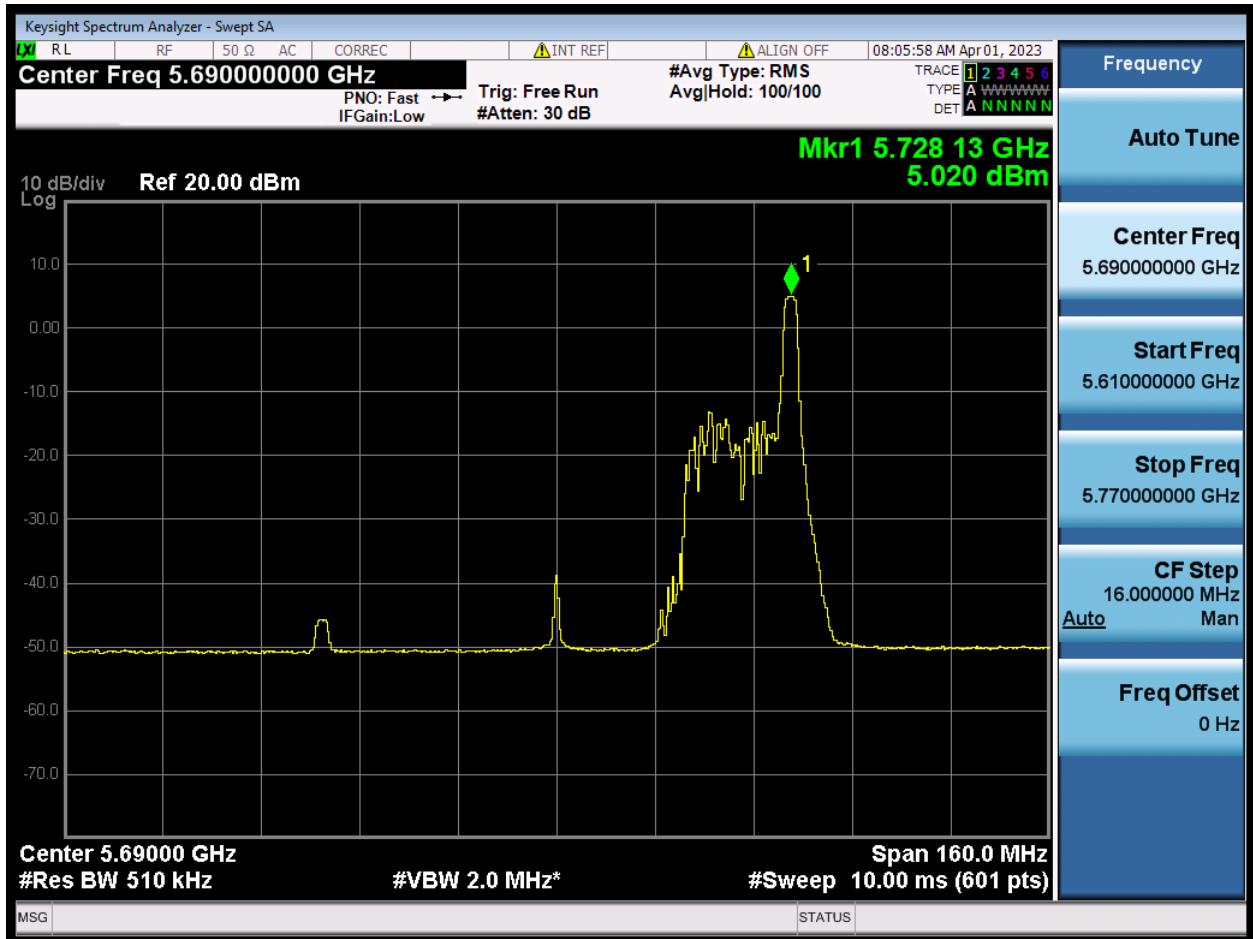 Keysight Spectrum Analyzer - Swept SA
LXI RL RF 50 Ω AC CORREC INT REF ALIGN OFF 08:05:58 AM Apr 01, 2023
Center Freq 5.690000000 GHz
PNO: Fast
IFGain:Low
Trig: Free Run
#Atten: 30 dB
#Avg Type: RMS
Avg|Hold: 100/100
TRACE 1 2 3 4 5 6
TYPE A WWWWW
DET A N N N N N
Mkr1 5.728 13 GHz
5.020 dBm
10 dB/div Ref 20.00 dBm
Log
10.0
0.00
-10.0
-20.0
-30.0
-40.0
-50.0
-60.0
-70.0
1
Center 5.69000 GHz Span 160.0 MHz
#Res BW 510 kHz #VBW 2.0 MHz* #Sweep 10.00 ms (601 pts)
MSG STATUS
Frequency
Auto Tune
Center Freq
5.690000000 GHz
Start Freq
5.610000000 GHz
Stop Freq
5.770000000 GHz
CF Step
16.000000 MHz
Auto Man
Freq Offset
0 Hz